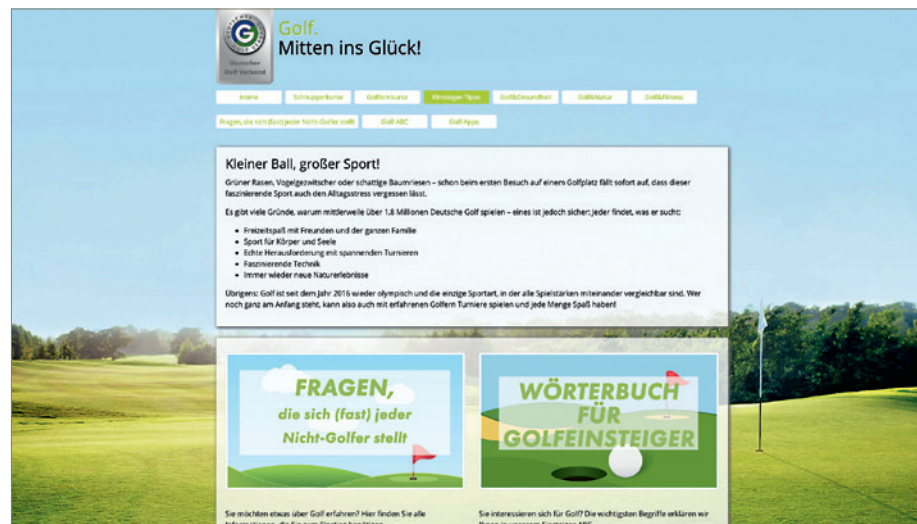 Deutscher
Golf Verband
Golf.
Mitten ins Glück!
Home
Schnupperkurse
Golflernkurse
Einsteiger-Tipps
Golf&Gesundheit
Golf&Natur
Golf&Fitness
Fragen, die sich (fast) jeder Nicht-Golfer stellt
Golf-ABC
Golf-Apps
Kleiner Ball, großer Sport!
Grüner Rasen, Vogelgezwitscher oder schattige Baumriesen – schon beim ersten Besuch auf einem Golfplatz fällt sofort auf, dass dieser
faszinierende Sport auch den Alltagsstress vergessen lässt.
Es gibt viele Gründe, warum mittlerweile über 1,8 Millionen Deutsche Golf spielen – eines ist jedoch sicher: Jeder findet, was er sucht:
• Freizeitspaß mit Freunden und der ganzen Familie
• Sport für Körper und Seele
• Echte Herausforderung mit spannenden Turnieren
• Faszinierende Technik
• Immer wieder neue Naturerlebnisse
Übrigens: Golf ist seit dem Jahr 2016 wieder olympisch und die einzige Sportart, in der alle Spielstärken miteinander vergleichbar sind. Wer
noch ganz am Anfang steht, kann also auch mit erfahrenen Golfern Turniere spielen und jede Menge Spaß haben!
FRAGEN,
die sich (fast) jeder
Nicht-Golfer stellt
WÖRTERBUCH
FÜR
GOLFEINSTEIGER
Sie möchten etwas über Golf erfahren? Hier finden Sie alle
Sie interessieren sich für Golf? Die wichtigsten Begriffe erklären wir